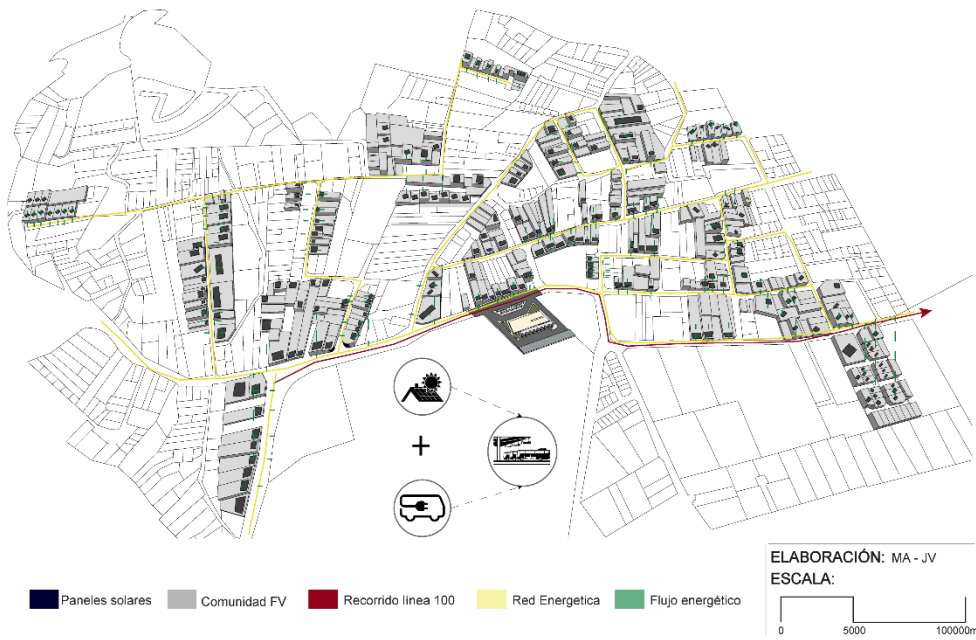 Paneles solares
Comunidad FV
Recorrido línea 100
Red Energetica
Flujo energético
ELABORACIÓN: MA - JV
ESCALA:
0 5000 100000m